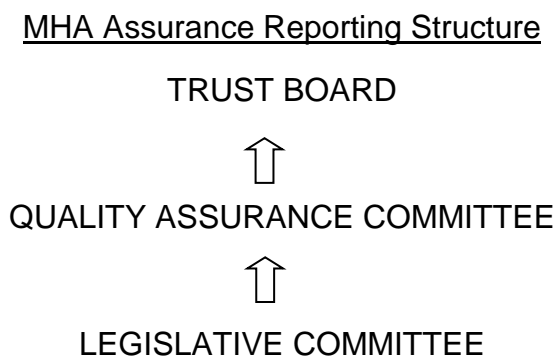 MHA Assurance Reporting Structure
TRUST BOARD
QUALITY ASSURANCE COMMITTEE
LEGISLATIVE COMMITTEE